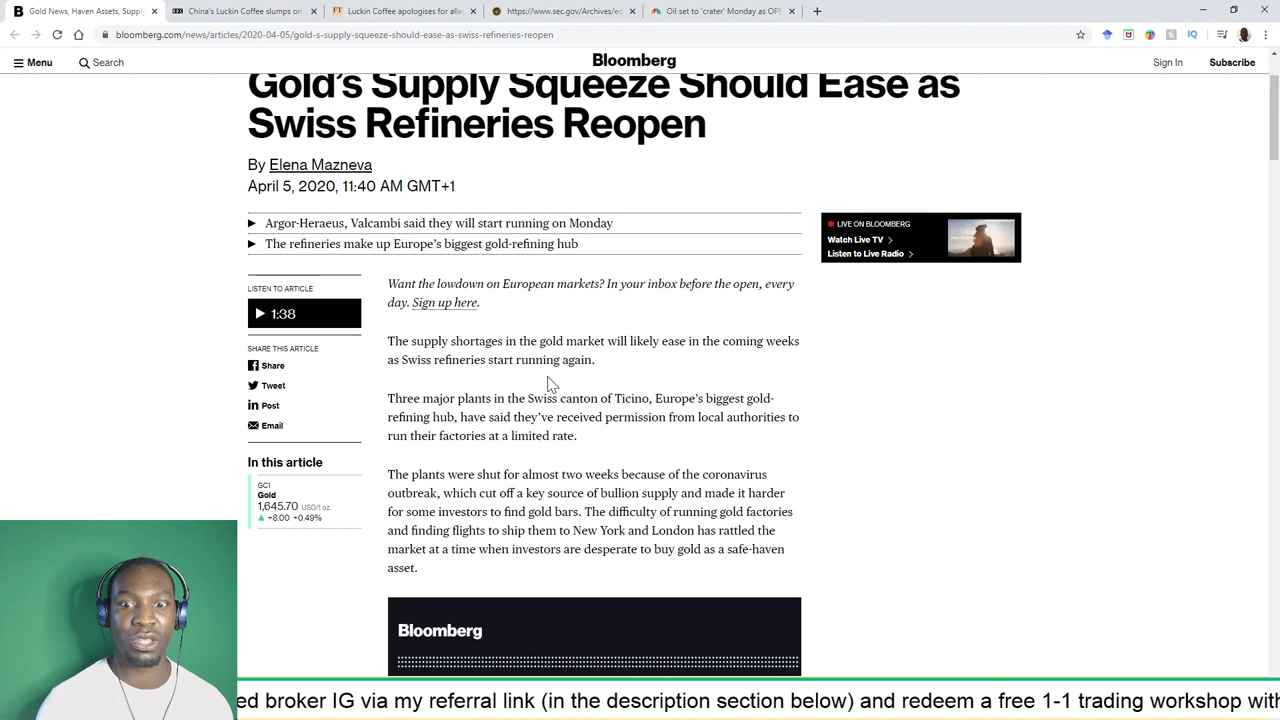 B Gold News, Haven Assets, Supply
China's Luckin Coffee slumps on
FT Luckin Coffee apologises for alle
https://www.sec.gov/Archives/ed
Oil set to 'crater' Monday as OPE
bloomberg.com/news/articles/2020-04-05/gold-s-supply-squeeze-should-ease-as-swiss-refineries-reopen
IQ
Menu
Search
Bloomberg
Sign In
Subscribe
Gold's Supply Squeeze Should Ease as
Swiss Refineries Reopen
By Elena Mazneva
April 5, 2020, 11:40 AM GMT+1
Argor-Heraeus, Valcambi said they will start running on Monday
The refineries make up Europe's biggest gold-refining hub
LIVE ON BLOOMBERG
Watch Live TV
Listen to Live Radio
LISTEN TO ARTICLE
1:38
SHARE THIS ARTICLE
Share
Tweet
Post
Email
In this article
GC1
Gold
1,645.70 USD/t oz.
+8.00 +0.49%
Want the lowdown on European markets? In your inbox before the open, every
day. Sign up here.
The supply shortages in the gold market will likely ease in the coming weeks
as Swiss refineries start running again.
Three major plants in the Swiss canton of Ticino, Europe's biggest gold-
refining hub, have said they've received permission from local authorities to
run their factories at a limited rate.
The plants were shut for almost two weeks because of the coronavirus
outbreak, which cut off a key source of bullion supply and made it harder
for some investors to find gold bars. The difficulty of running gold factories
and finding flights to ship them to New York and London has rattled the
market at a time when investors are desperate to buy gold as a safe-haven
asset.
Bloomberg
ed broker IG via my referral link (in the description section below) and redeem a free 1-1 trading workshop with